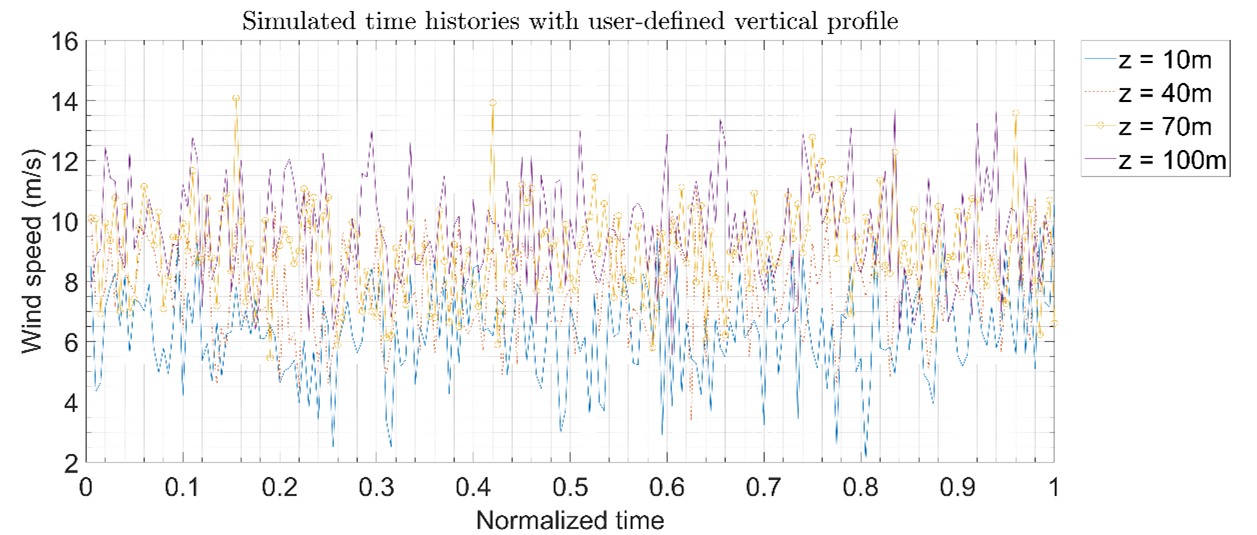 Simulated time histories with user-defined vertical profile
16
14
12
10
8
6
4
2
Wind speed (m/s)
0 0.1 0.2 0.3 0.4 0.5 0.6 0.7 0.8 0.9 1
Normalized time
z = 10m
z = 40m
z = 70m
z = 100m